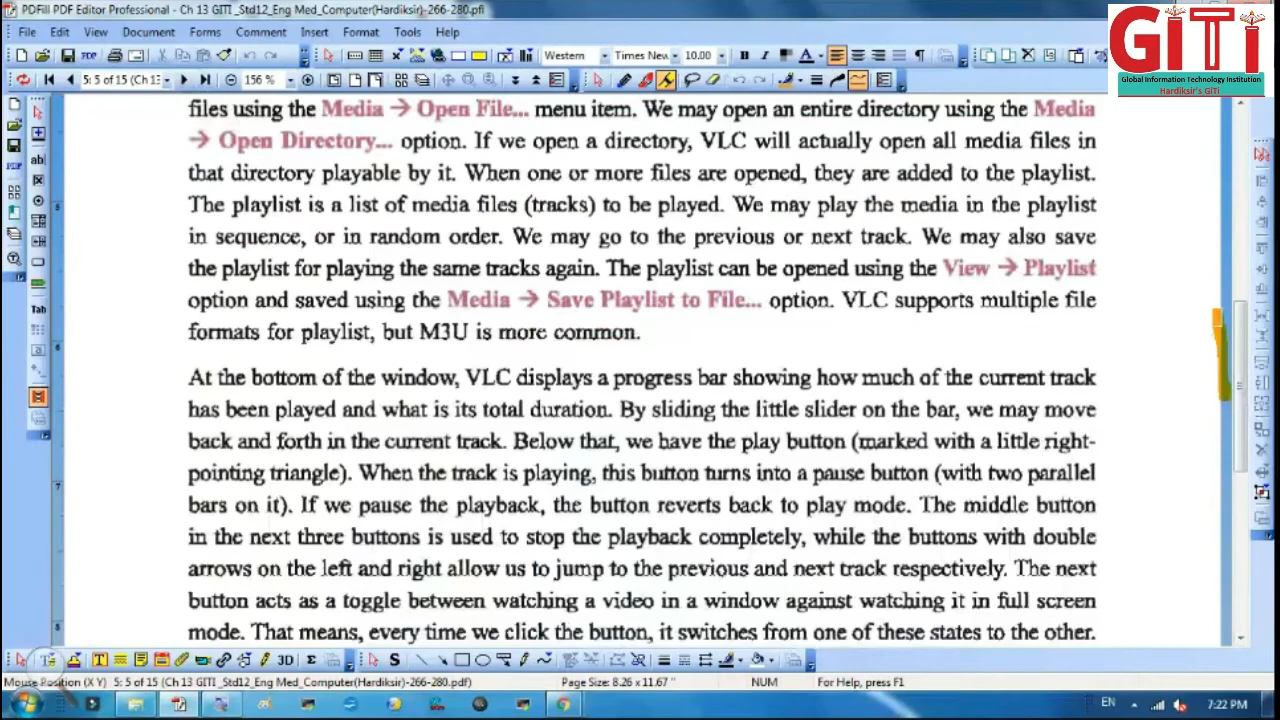 PDFill PDF Editor Professional - Ch 13 GITI _Std12_Eng Med_Computer(Hardiksir)-266-280.pfi
File Edit View Document Forms Comment Insert Format Tools Help
PDF Western Times New 10.00 B I A
5: 5 of 15 (Ch 13 156 %
GiTi
Global Information Technology Institution
Hardiksir's GiTi
files using the Media → Open File... menu item. We may open an entire directory using the Media
→ Open Directory... option. If we open a directory, VLC will actually open all media files in
that directory playable by it. When one or more files are opened, they are added to the playlist.
The playlist is a list of media files (tracks) to be played. We may play the media in the playlist
in sequence, or in random order. We may go to the previous or next track. We may also save
the playlist for playing the same tracks again. The playlist can be opened using the View → Playlist
option and saved using the Media → Save Playlist to File... option. VLC supports multiple file
formats for playlist, but M3U is more common.
At the bottom of the window, VLC displays a progress bar showing how much of the current track
has been played and what is its total duration. By sliding the little slider on the bar, we may move
back and forth in the current track. Below that, we have the play button (marked with a little right-
pointing triangle). When the track is playing, this button turns into a pause button (with two parallel
bars on it). If we pause the playback, the button reverts back to play mode. The middle button
in the next three buttons is used to stop the playback completely, while the buttons with double
arrows on the left and right allow us to jump to the previous and next track respectively. The next
button acts as a toggle between watching a video in a window against watching it in full screen
mode. That means, every time we click the button, it switches from one of these states to the other.
ab
Tab
5
6
7
8
T 3D Σ S
Mouse Position (X Y) 5: 5 of 15 (Ch 13 GITI _Std12_Eng Med_Computer(Hardiksir)-266-280.pdf) Page Size: 8.26 x 11.67 " NUM For Help, press F1
EN 7:22 PM